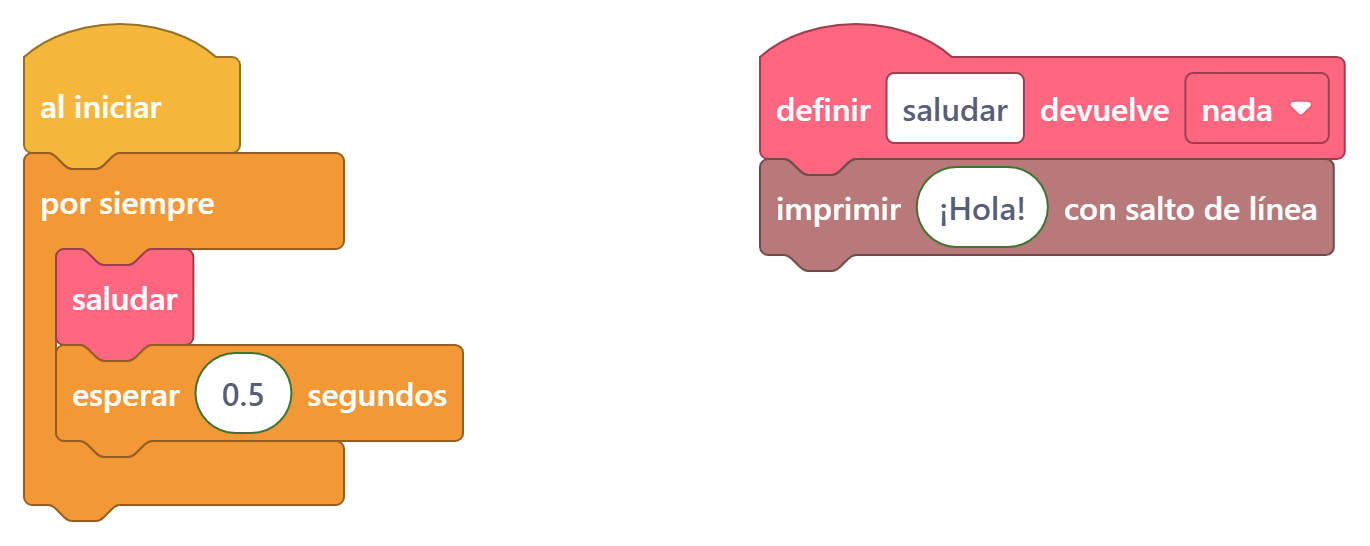 al iniciar
por siempre
saludar
esperar 0.5 segundos
definir saludar devuelve nada
imprimir ¡Hola! con salto de línea